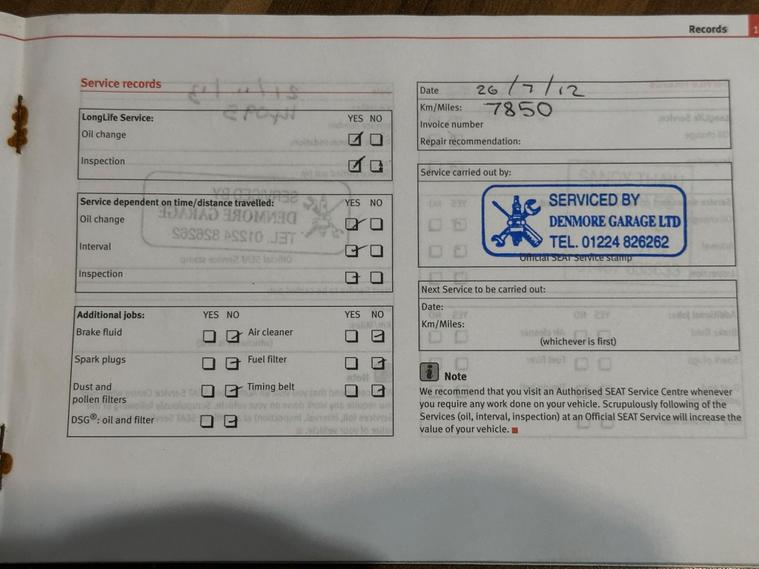 Records 1
Service records
LongLife Service: YES NO
Oil change
Inspection
Service dependent on time/distance travelled: YES NO
Oil change
Interval
Inspection
Additional jobs: YES NO YES NO
Brake fluid Air cleaner
Spark plugs Fuel filter
Dust and
pollen filters Timing belt
DSG®: oil and filter
Date 26/7/12
Km/Miles: 7850
Invoice number
Repair recommendation:
Service carried out by:
SERVICED BY
DENMORE GARAGE LTD
TEL. 01224 826262
Official SEAT Service stamp
Next Service to be carried out:
Date:
Km/Miles:
(whichever is first)
i Note
We recommend that you visit an Authorised SEAT Service Centre whenever
you require any work done on your vehicle. Scrupulously following of the
Services (oil, interval, inspection) at an Official SEAT Service will increase the
value of your vehicle.